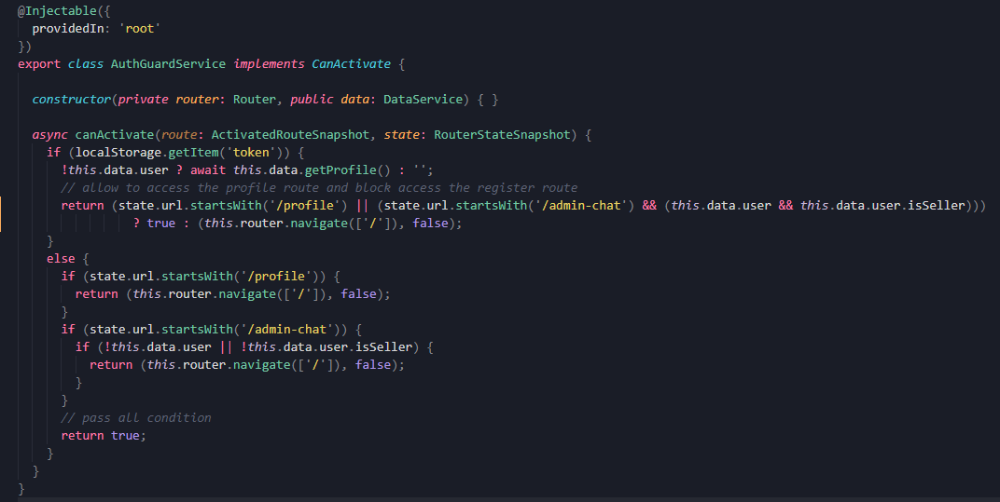 @Injectable({
  providedIn: 'root'
})
export class AuthGuardService implements CanActivate {
  constructor(private router: Router, public data: DataService) { }
  async canActivate(route: ActivatedRouteSnapshot, state: RouterStateSnapshot) {
    if (localStorage.getItem('token')) {
      !this.data.user ? await this.data.getProfile() : '';
      // allow to access the profile route and block access the register route
      return (state.url.startsWith('/profile') || (state.url.startsWith('/admin-chat') && (this.data.user && this.data.user.isSeller)))
                ? true : (this.router.navigate(['/']), false);
    }
    else {
      if (state.url.startsWith('/profile')) {
        return (this.router.navigate(['/']), false);
      }
      if (state.url.startsWith('/admin-chat')) {
        if (!this.data.user || !this.data.user.isSeller) {
          return (this.router.navigate(['/']), false);
        }
      }
      // pass all condition
      return true;
    }
  }
}